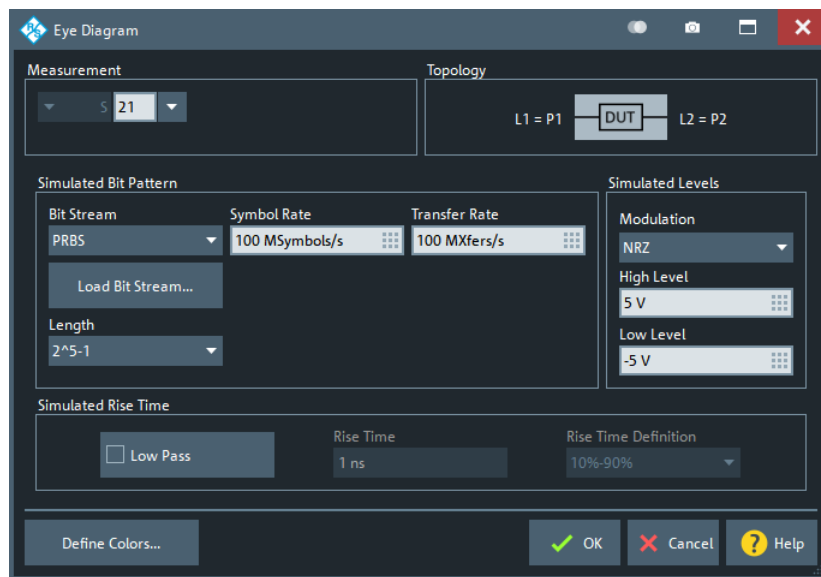 Eye Diagram
Measurement
S 21
Topology
L1 = P1 DUT L2 = P2
Simulated Bit Pattern
Bit Stream
PRBS
Symbol Rate
100 MSymbols/s
Transfer Rate
100 MXfers/s
Load Bit Stream...
Length
2^5-1
Simulated Levels
Modulation
NRZ
High Level
5 V
Low Level
-5 V
Simulated Rise Time
Low Pass
Rise Time
1 ns
Rise Time Definition
10%-90%
Define Colors...
OK
Cancel
? Help